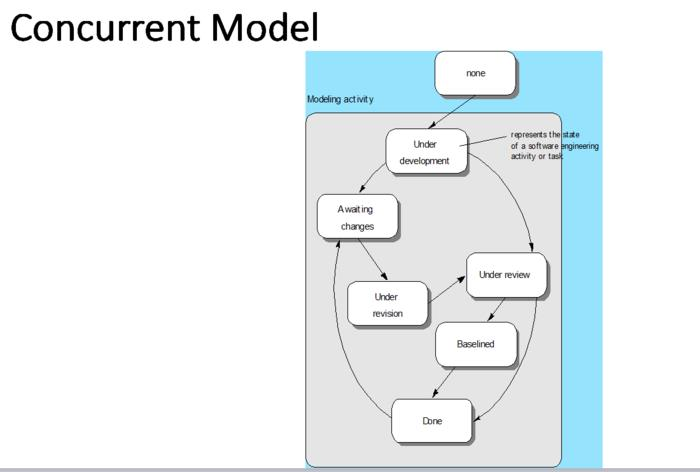 Concurrent Model
none
Modeling activity
represents the state
of a software engineering
activity or task
Under
development
Awaiting
changes
Under review
Under
revision
Baselined
Done